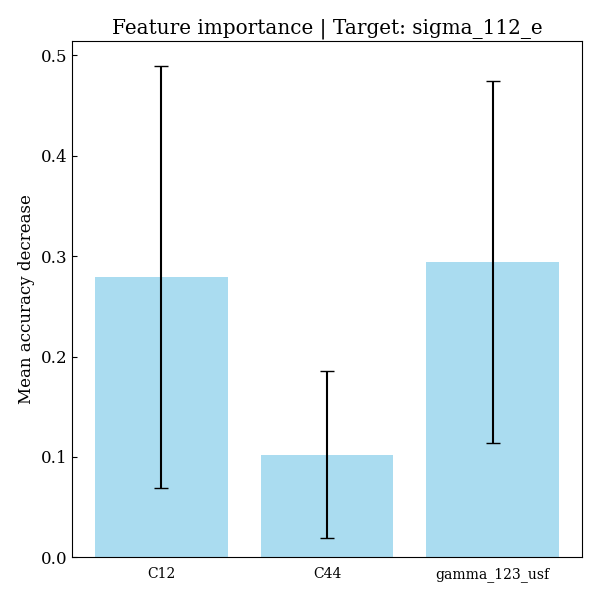 Feature importance | Target: sigma_112_e
Mean accuracy decrease
0.5
0.4
0.3
0.2
0.1
0.0
C12
C44
gamma_123_usf